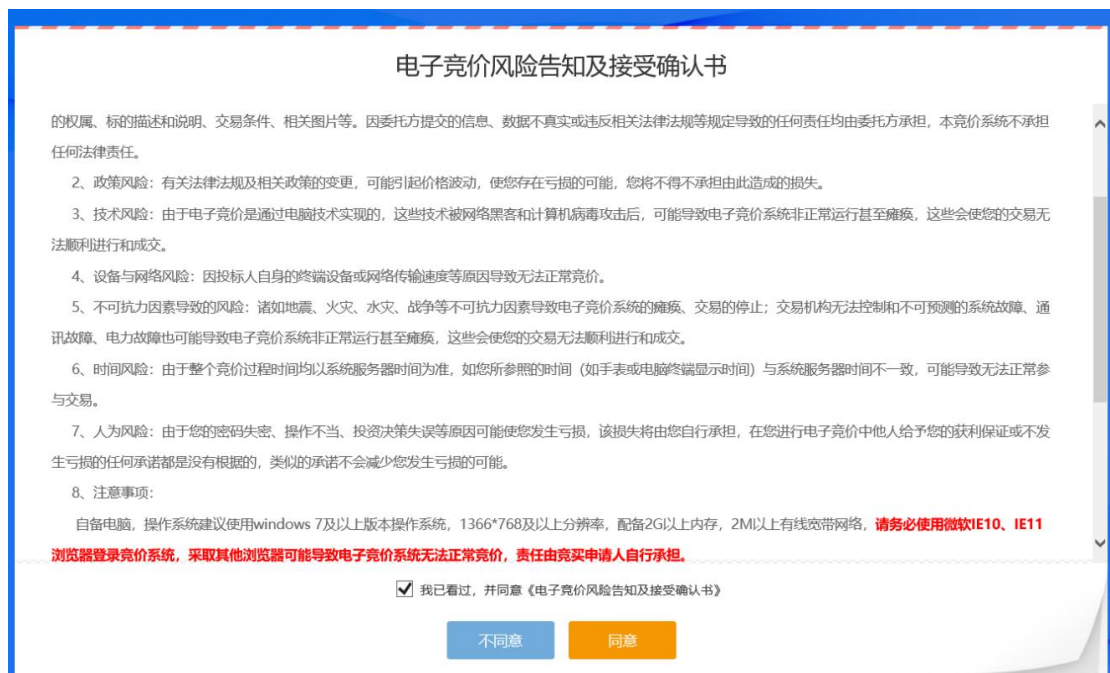 电子竞价风险告知及接受确认书
的权属、标的描述和说明、交易条件、相关图片等。因委托方提交的信息、数据不真实或违反相关法律法规等规定导致的任何责任均由委托方承担，本竞价系统不承担
任何法律责任。
2、政策风险：有关法律法规及相关政策的变更，可能引起价格波动，使您存在亏损的可能，您将不得不承担由此造成的损失。
3、技术风险：由于电子竞价是通过电脑技术实现的，这些技术被网络黑客和计算机病毒攻击后，可能导致电子竞价系统非正常运行甚至瘫痪，这些会使您的交易无
法顺利进行和成交。
4、设备与网络风险：因投标人自身的终端设备或网络传输速度等原因导致无法正常竞价。
5、不可抗力因素导致的风险：诸如地震、火灾、水灾、战争等不可抗力因素导致电子竞价系统的瘫痪、交易的停止；交易机构无法控制和不可预测的系统故障、通
讯故障、电力故障也可能导致电子竞价系统非正常运行甚至瘫痪，这些会使您的交易无法顺利进行和成交。
6、时间风险：由于整个竞价过程时间均以系统服务器时间为准，如您所参照的时间（如手表或电脑终端显示时间）与系统服务器时间不一致，可能导致无法正常参
与交易。
7、人为风险：由于您的密码失密、操作不当、投资决策失误等原因可能使您发生亏损，该损失将由您自行承担，在您进行电子竞价中他人给予您的获利保证或不发
生亏损的任何承诺都是没有根据的，类似的承诺不会减少您发生亏损的可能。
8、注意事项：
自备电脑，操作系统建议使用windows 7及以上版本操作系统，1366*768及以上分辨率，配备2G以上内存，2M以上有线宽带网络，请务必使用微软IE10、IE11
浏览器登录竞价系统，采取其他浏览器可能导致电子竞价系统无法正常竞价，责任由竞买申请人自行承担。
我已看过，并同意《电子竞价风险告知及接受确认书》
不同意 同意